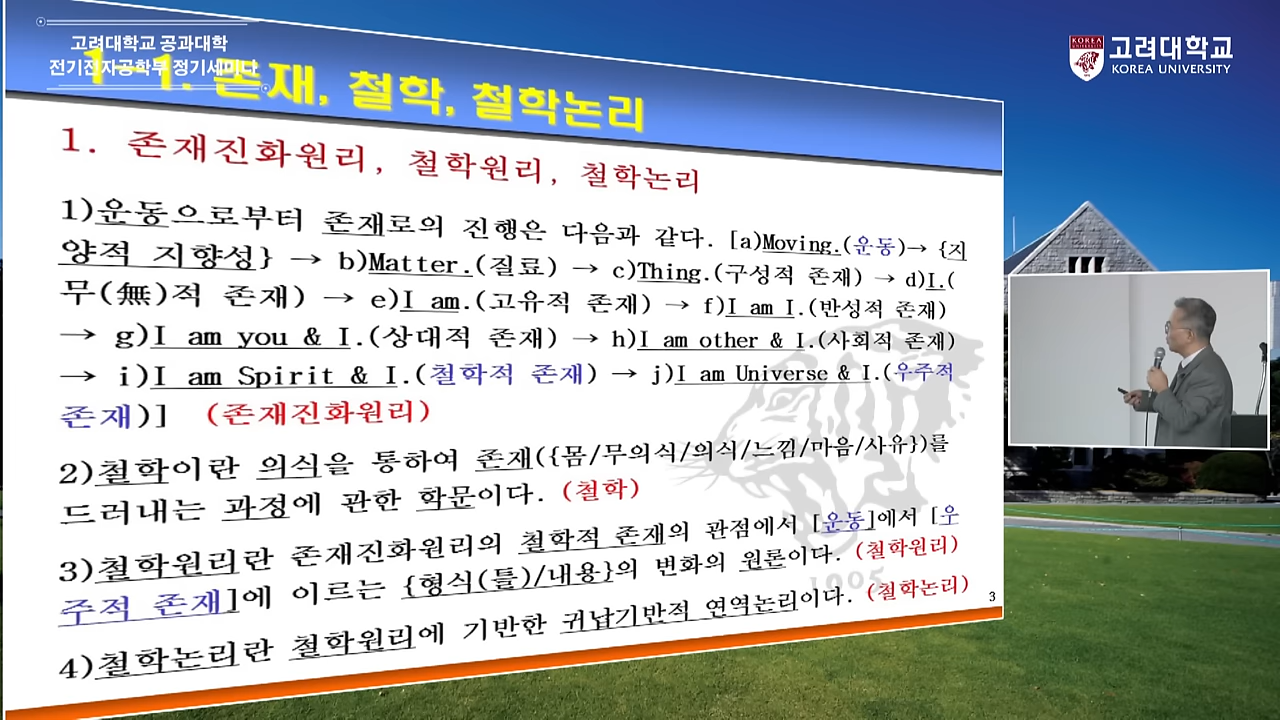 고려대학교 공과대학
전기전자공학부 정기세미나
1-1. 존재, 철학, 철학논리
KOREA
고려대학교
KOREA UNIVERSITY
1. 존재진화원리, 철학원리, 철학논리
1)운동으로부터 존재로의 진행은 다음과 같다. [a)Moving.(운동)→ {지
양적 지향성} → b)Matter.(질료) → c)Thing.(구성적 존재) → d)I.(
무(無)적 존재) → e)I am.(고유적 존재) → f)I am I.(반성적 존재)
→ g)I am you & I.(상대적 존재) → h)I am other & I.(사회적 존재)
→ i)I am Spirit & I.(철학적 존재) → j)I am Universe & I.(우주적
존재)] (존재진화원리)
2)철학이란 의식을 통하여 존재({몸/무의식/의식/느낌/마음/사유})를
드러내는 과정에 관한 학문이다. (철학)
3)철학원리란 존재진화원리의 철학적 존재의 관점에서 [운동]에서 [우
주적 존재]에 이르는 {형식(틀)/내용}의 변화의 원론이다. (철학원리)
4)철학논리란 철학원리에 기반한 귀납기반적 연역논리이다. (철학논리)
1905
3